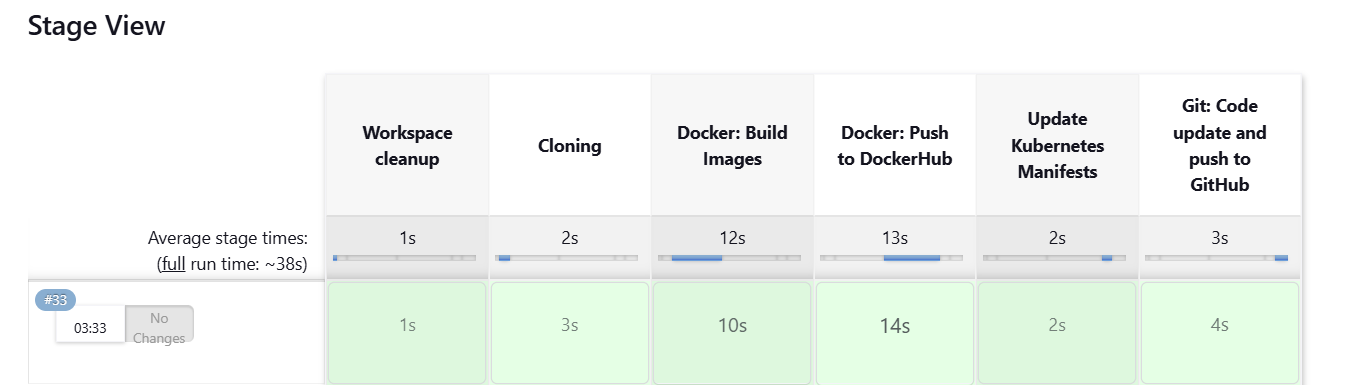 Stage View
Workspace
cleanup
Cloning
Docker: Build
Images
Docker: Push
to DockerHub
Update
Kubernetes
Manifests
Git: Code
update and
push to
GitHub
Average stage times:
(full run time: ~38s)
1s
2s
12s
13s
2s
3s
#33
03:33
No
Changes
1s
3s
10s
14s
2s
4s